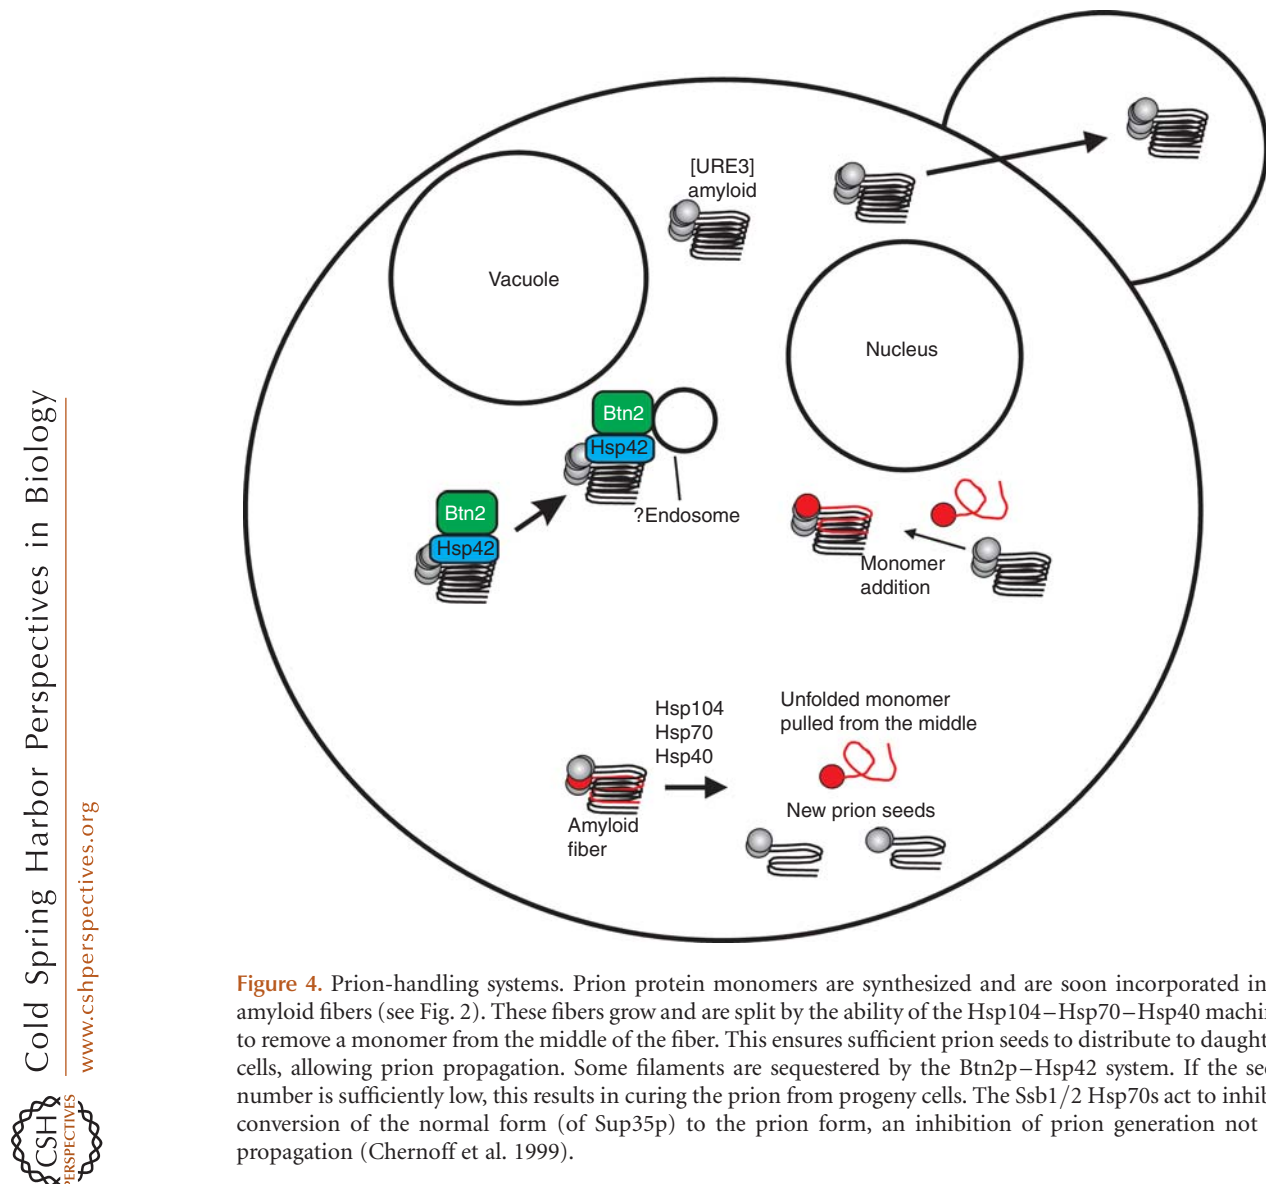 Cold Spring Harbor Perspectives in Biology
www.cshperspectives.org
CSH
PERSPECTIVES
[URE3]
amyloid
Vacuole
Nucleus
Btn2
Hsp42
?Endosome
Btn2
Hsp42
Monomer
addition
Hsp104
Hsp70
Hsp40
Unfolded monomer
pulled from the middle
New prion seeds
Amyloid
fiber
Figure 4. Prion-handling systems. Prion protein monomers are synthesized and are soon incorporated in
amyloid fibers (see Fig. 2). These fibers grow and are split by the ability of the Hsp104–Hsp70–Hsp40 machin
to remove a monomer from the middle of the fiber. This ensures sufficient prion seeds to distribute to daught
cells, allowing prion propagation. Some filaments are sequestered by the Btn2p–Hsp42 system. If the see
number is sufficiently low, this results in curing the prion from progeny cells. The Ssb1/2 Hsp70s act to inhib
conversion of the normal form (of Sup35p) to the prion form, an inhibition of prion generation not
propagation (Chernoff et al. 1999).